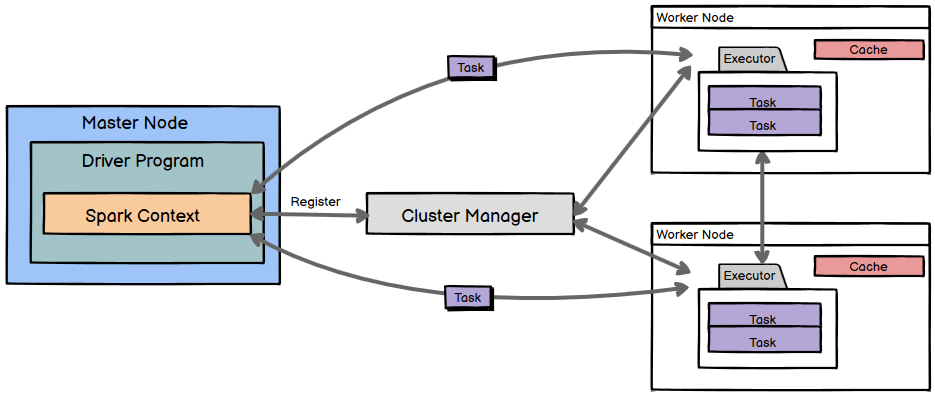 Master Node
Driver Program
Spark Context
Register
Cluster Manager
Task
Task
Worker Node
Cache
Executor
Task
Task
Worker Node
Cache
Executor
Task
Task